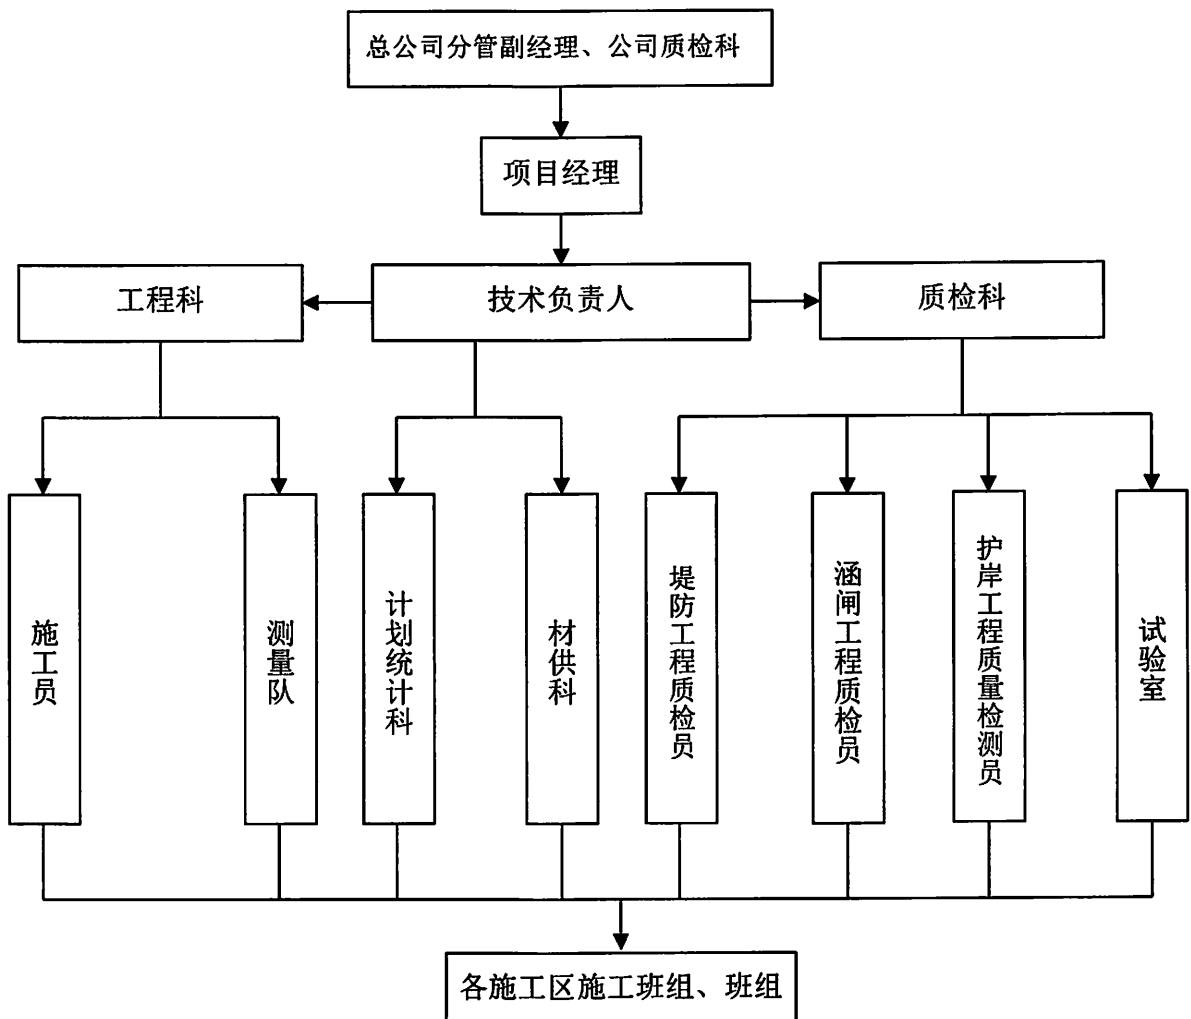 总公司分管副经理、公司质检科
项目经理
工程科
技术负责人
质检科
施工员
测量队
计划统计科
材供科
堤防工程质检员
涵闸工程质检员
护岸工程质量检测员
试验室
各施工区施工班组、班组